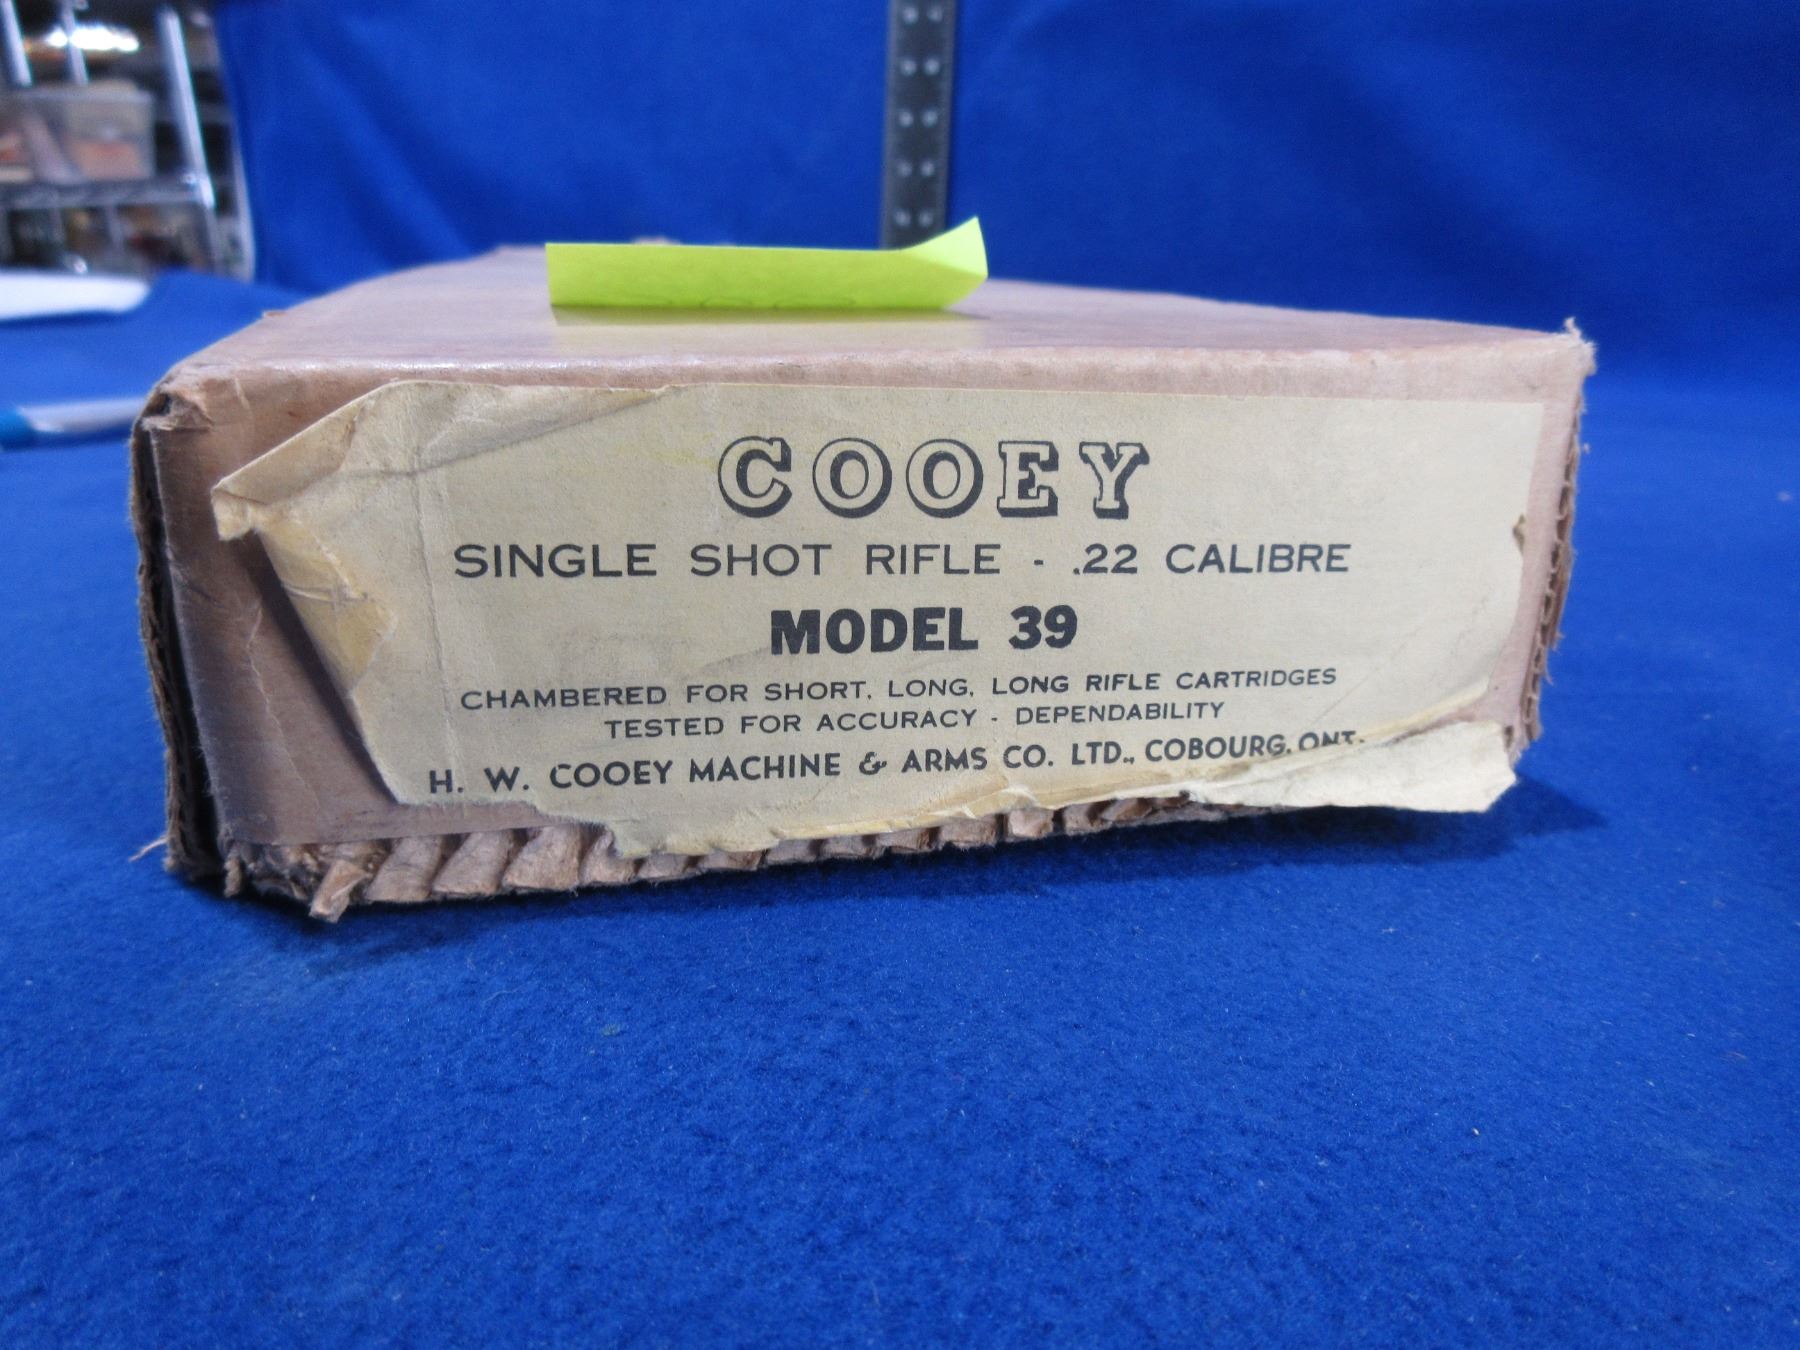 COOEY
SINGLE SHOT RIFLE - .22 CALIBRE
MODEL 39
CHAMBERED FOR SHORT, LONG, LONG RIFLE CARTRIDGES
TESTED FOR ACCURACY - DEPENDABILITY
H. W. COOEY MACHINE & ARMS CO. LTD., COBOURG, ONT.